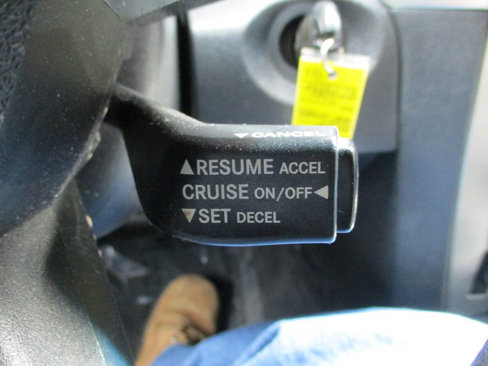 ▼CANCEL
▲RESUME ACCEL
CRUISE ON/OFF◄
▼SET DECEL